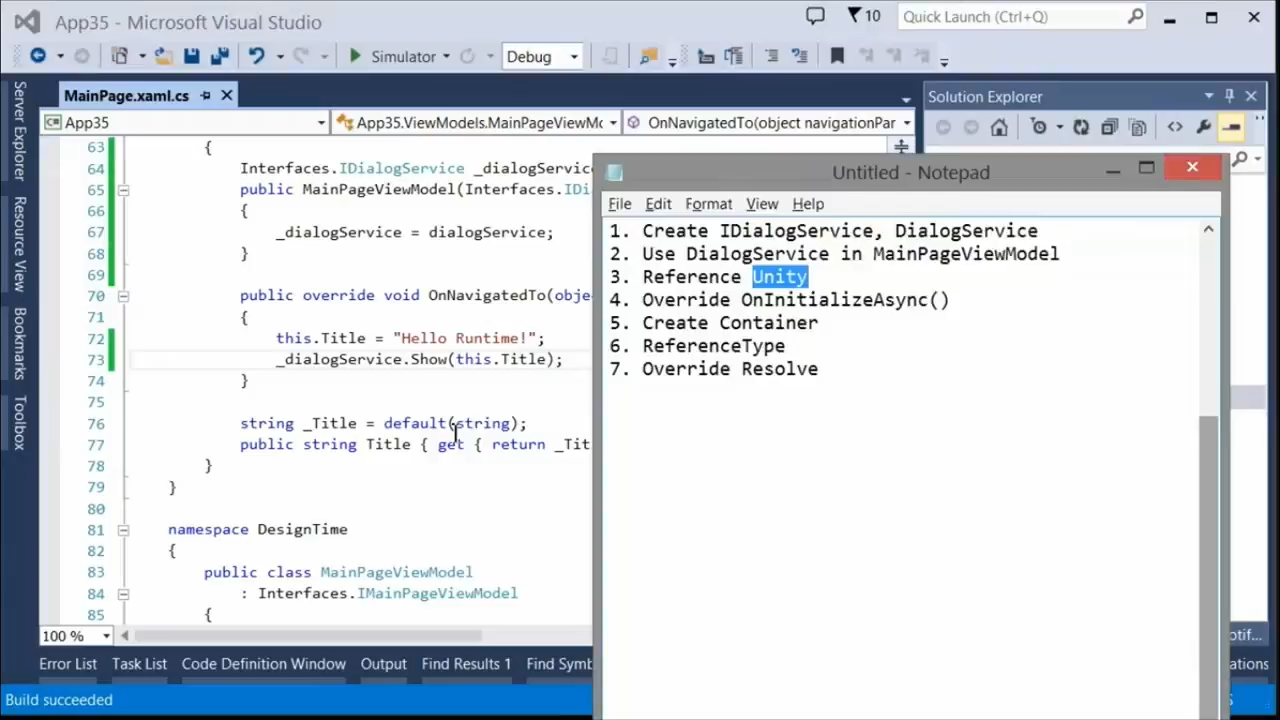 App35 - Microsoft Visual Studio
10
Quick Launch (Ctrl+Q)
Simulator
Debug
Server Explorer
Resource View
Bookmarks
Toolbox
MainPage.xaml.cs
App35
App35.ViewModels.MainPageViewMo
OnNavigatedTo(object navigationPar
63 {
64 Interfaces.IDialogService _dialogService
65 public MainPageViewModel(Interfaces.IDi
66 {
67 _dialogService = dialogService;
68 }
69
70 public override void OnNavigatedTo(obje
71 {
72 this.Title = "Hello Runtime!";
73 _dialogService.Show(this.Title);
74 }
75
76 string _Title = default(string);
77 public string Title { get { return _Tit
78 }
79 }
80
81 namespace DesignTime
82 {
83 public class MainPageViewModel
84 : Interfaces.IMainPageViewModel
85 {
100 %
Error List Task List Code Definition Window Output Find Results 1 Find Symb
Build succeeded
Solution Explorer
Untitled - Notepad
File Edit Format View Help
1. Create IDialogService, DialogService
2. Use DialogService in MainPageViewModel
3. Reference Unity
4. Override OnInitializeAsync()
5. Create Container
6. ReferenceType
7. Override Resolve
otif...
ations